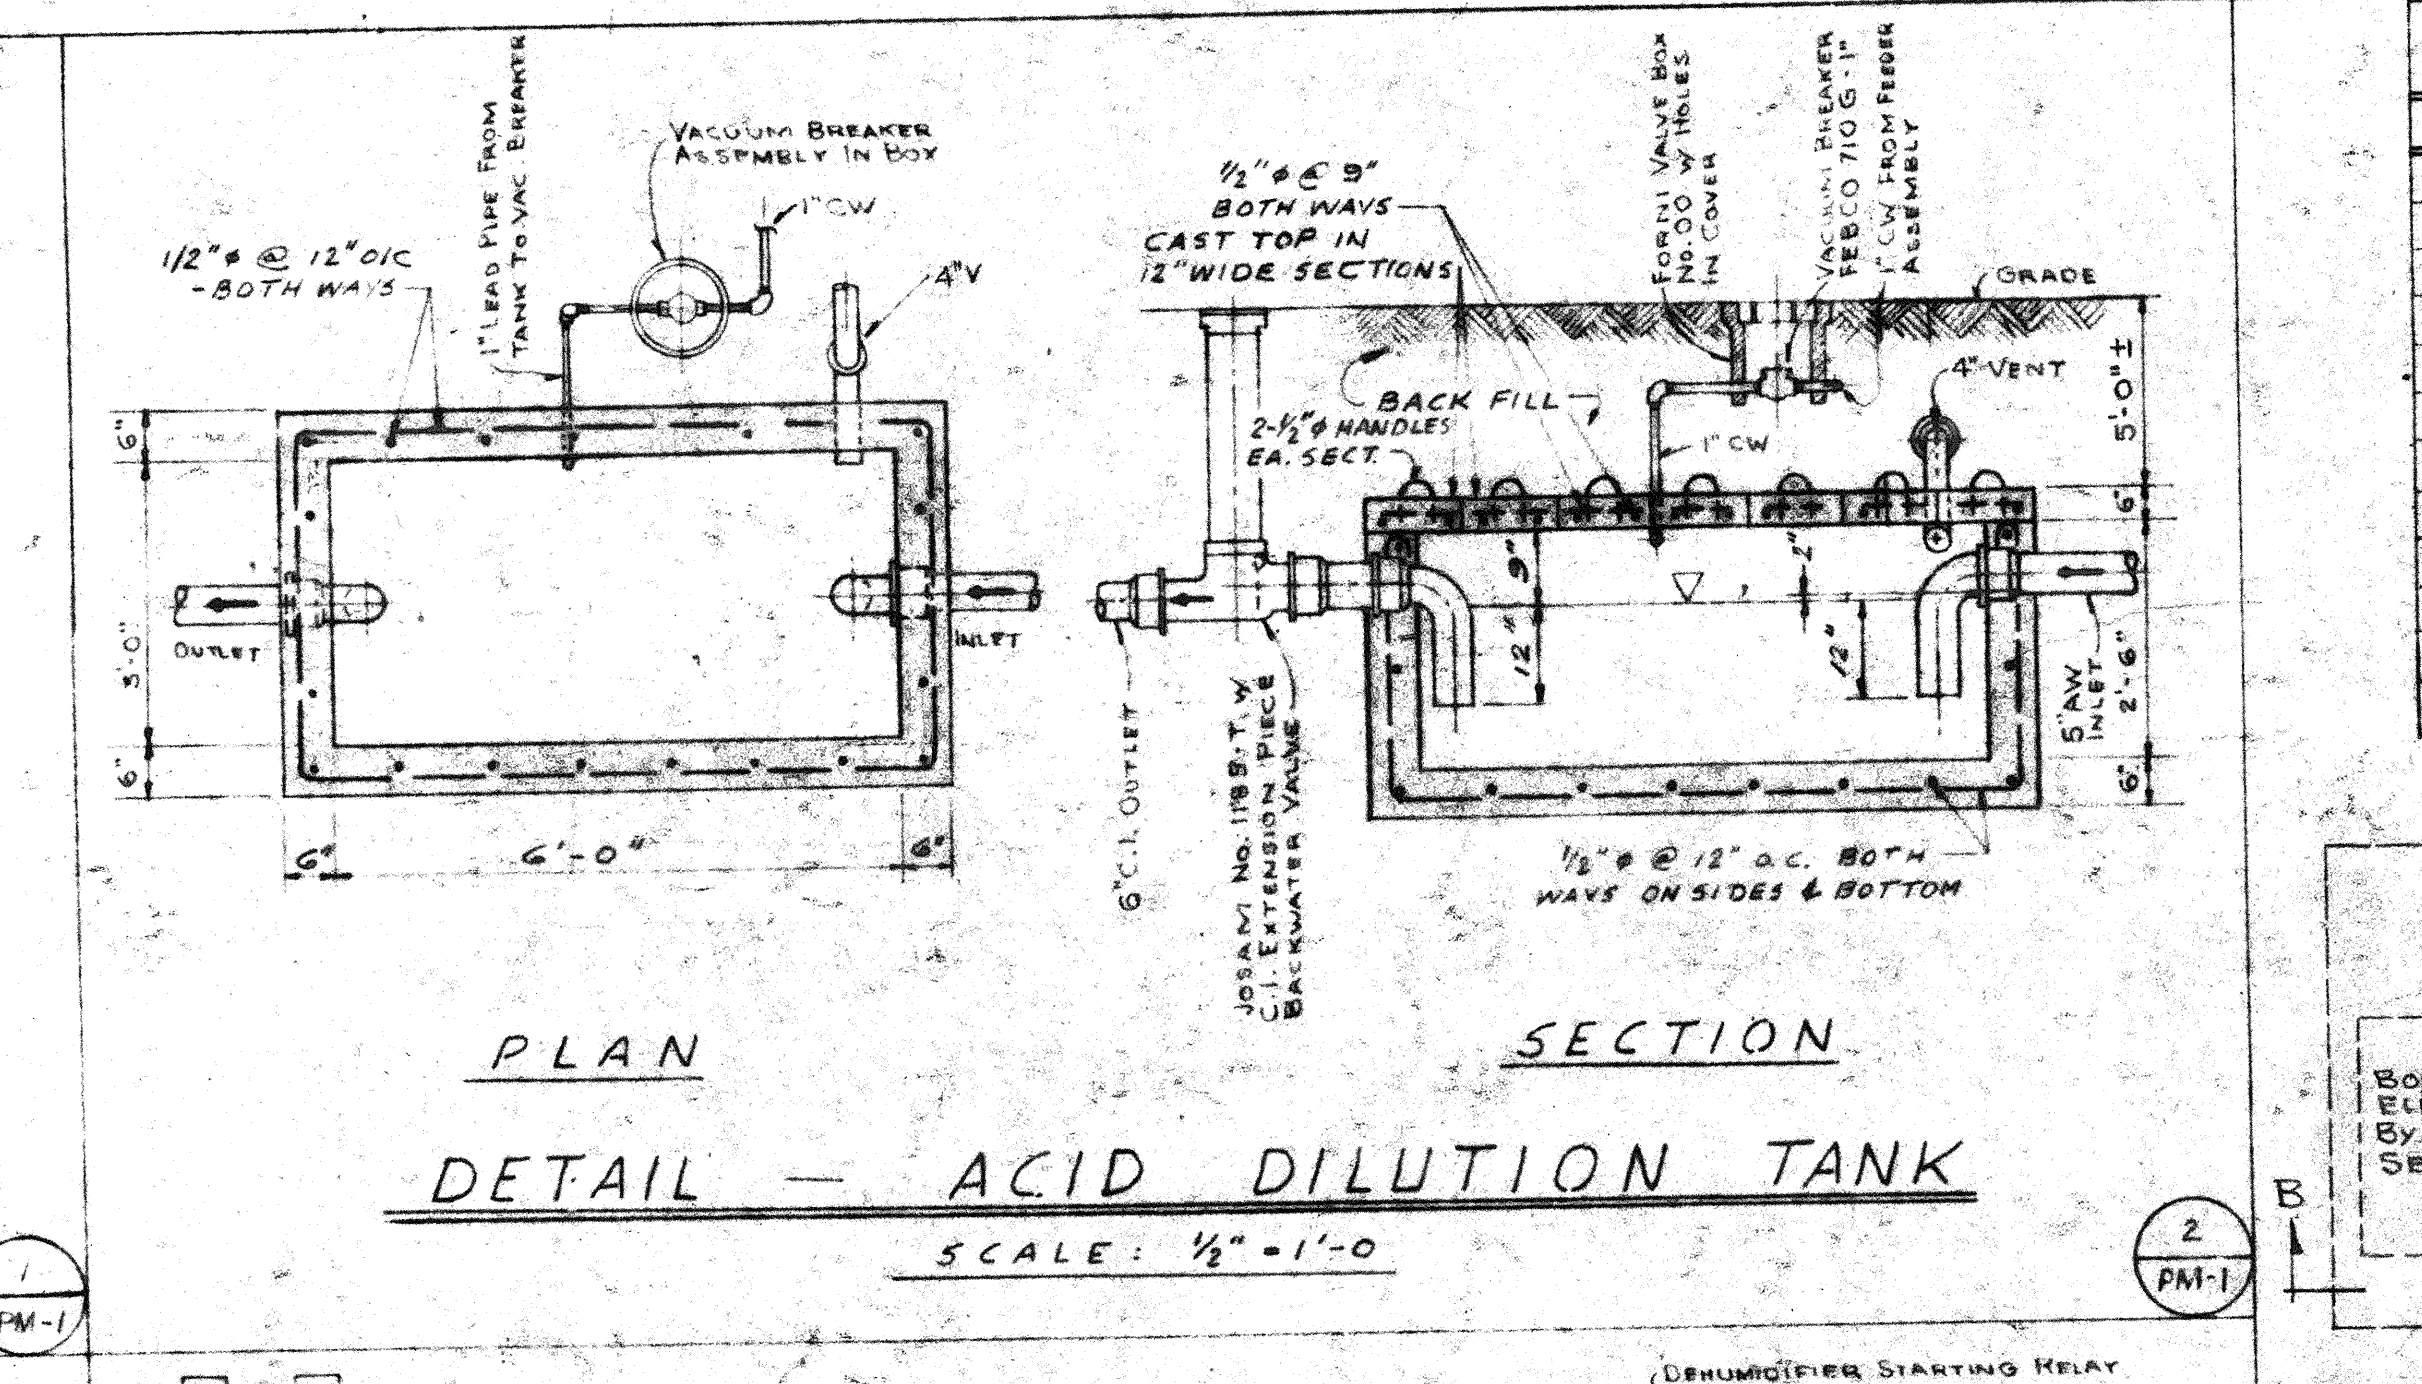 1" LEAD PIPE FROM
TANK TO VAC. BREAKER
VACUUM BREAKER
ASSEMBLY IN BOX
1" CW
4" V
1/2" ⌀ @ 12" O/C
- BOTH WAYS
6"
3'-0"
6"
OUTLET
INLET
6"
6'-0"
6"
PLAN
1/2" ⌀ @ 9"
BOTH WAYS
CAST TOP IN
12" WIDE SECTIONS
FORNI VALVE BOX
NO. 00 W/ HOLES
IN COVER
VACUUM BREAKER
FEBCO 710 G - 1"
1" CW FROM FEEDER
ASSEMBLY
GRADE
BACK FILL
2-1/2" ⌀ HANDLES
EA. SECT.
1" CW
4" VENT
5'-0" ±
6"
9"
2"
12"
12"
5" AW
INLET
2'-6"
6"
6" C.I. OUTLET
JOSAM NO. 1189-T, W/
C.I. EXTENSION PIECE
BACKWATER VALVE
1/2" ⌀ @ 12" O.C. BOTH
WAYS ON SIDES & BOTTOM
SECTION
DETAIL — ACID DILUTION TANK
SCALE: 1/2" = 1'-0
1
PM-1
2
PM-1
B
DEHUMIDIFIER STARTING RELAY